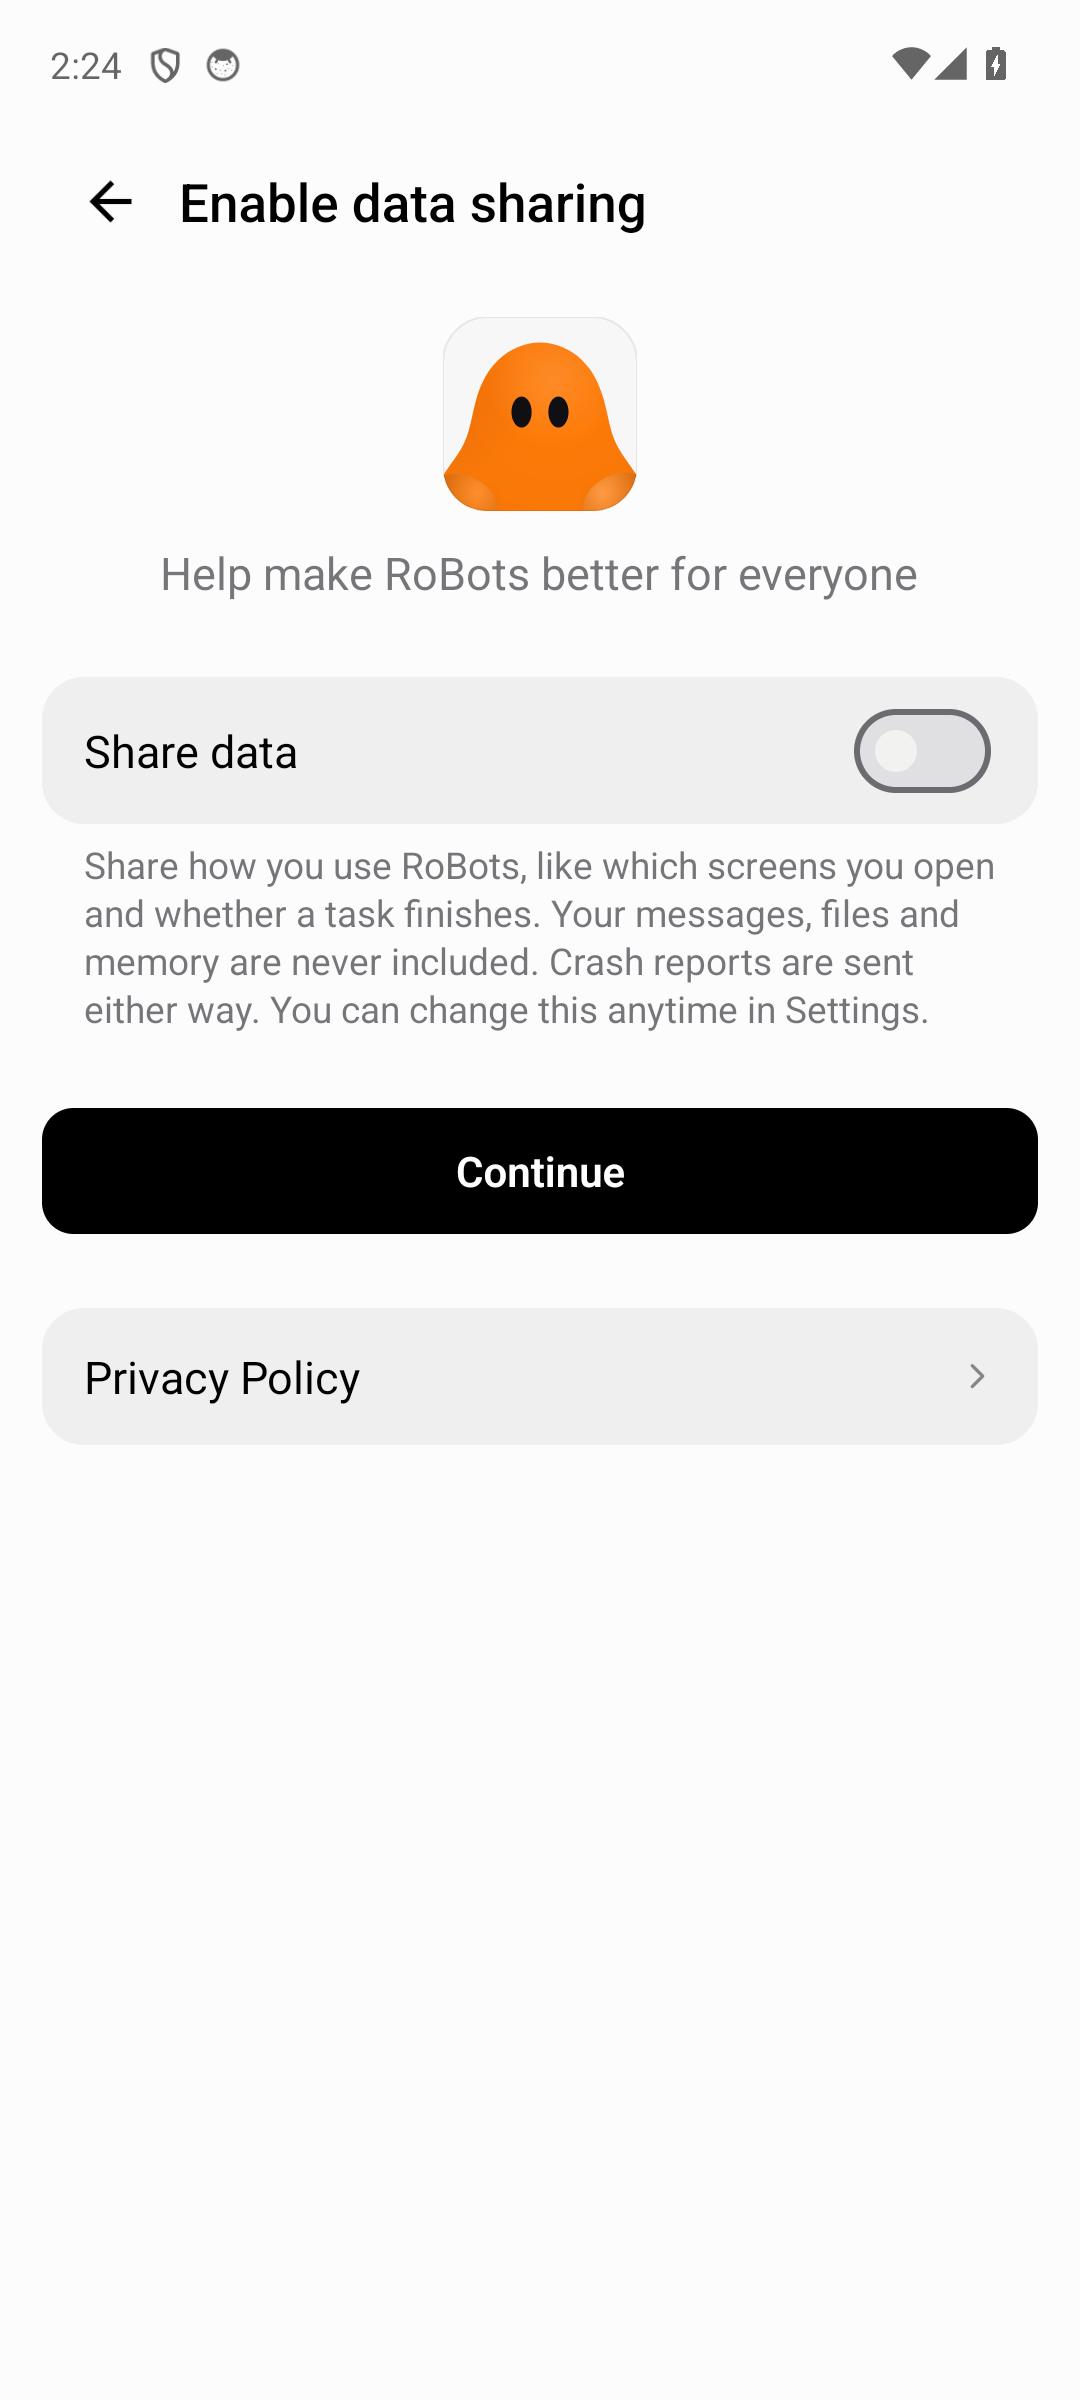 2:24
Enable data sharing
Help make RoBots better for everyone
Share data
Share how you use RoBots, like which screens you open
and whether a task finishes. Your messages, files and
memory are never included. Crash reports are sent
either way. You can change this anytime in Settings.
Continue
Privacy Policy